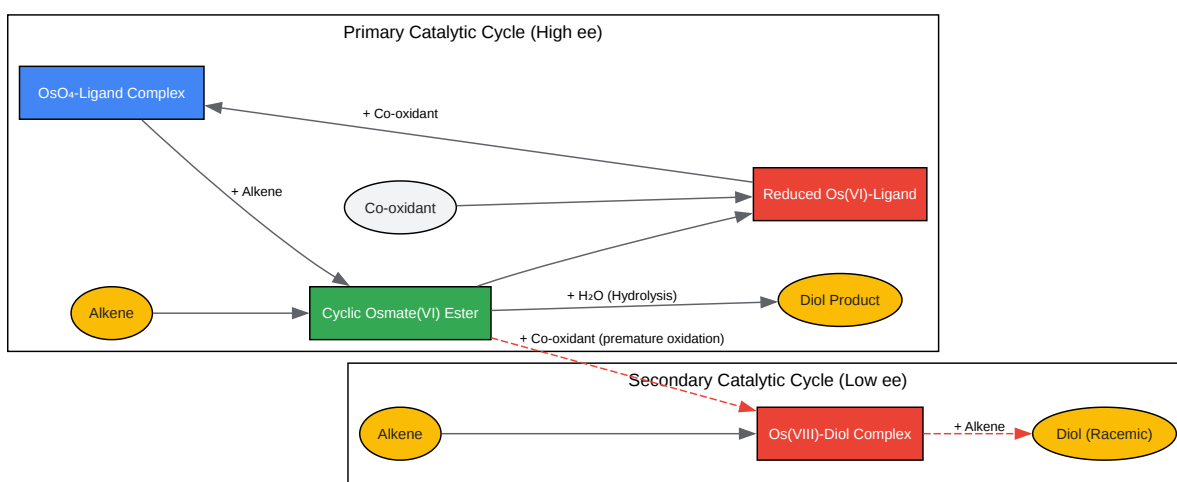 Primary Catalytic Cycle (High ee)
OsO₄-Ligand Complex
+ Co-oxidant
+ Alkene
Reduced Os(VI)-Ligand
Co-oxidant
Alkene
Cyclic Osmate(VI) Ester
+ H₂O (Hydrolysis)
Diol Product
+ Co-oxidant (premature oxidation)
Secondary Catalytic Cycle (Low ee)
Alkene
Os(VIII)-Diol Complex
+ Alkene
Diol (Racemic)